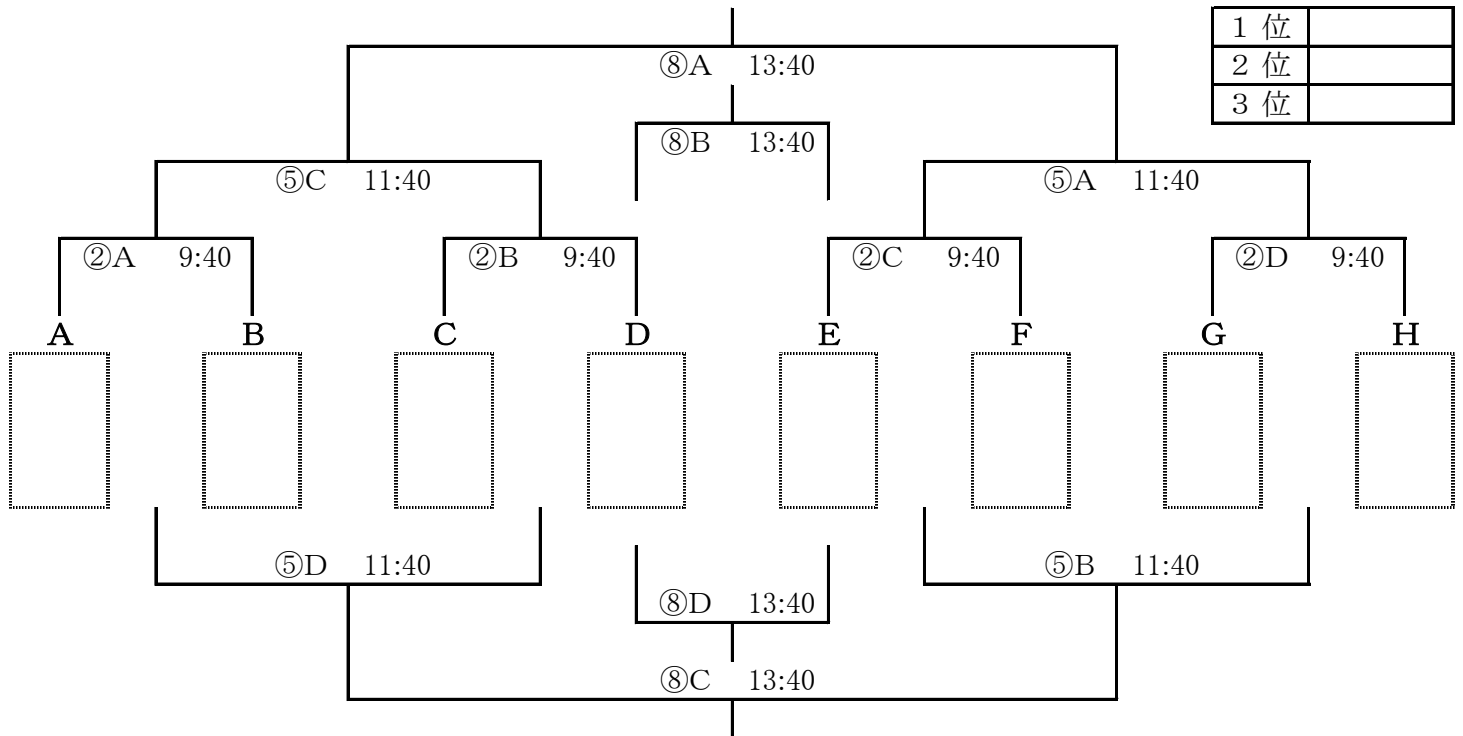 1 位
⑧A 13:40
2 位
3 位
⑧B 13:40
⑤C 11:40
⑤A 11:40
②A 9:40
②B 9:40
②C 9:40
②D 9:40
A B C D E F G H
⑤D 11:40
⑤B 11:40
⑧D 13:40
⑧C 13:40